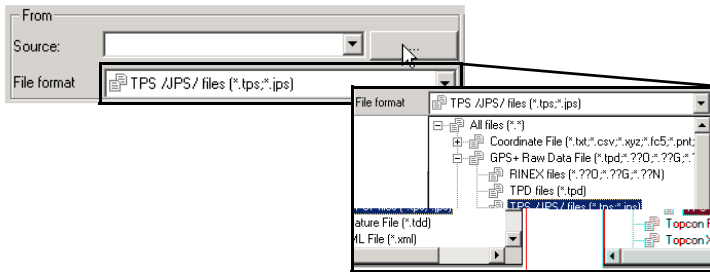 From
Source:
...
File format
TPS /JPS/ files (*.tps;*.jps)
File format
TPS /JPS/ files (*.tps;*.jps)
All files (*.*)
Coordinate File (*.txt;*.csv;*.xyz;*.fc5;*.pnt;
GPS+ Raw Data File (*.tpd;*.??O;*.??G;*.?
RINEX files (*.??O;*.??G;*.??N)
TPD files (*.tpd)
TPS /JPS/ files (*.tps;*.jps)
ature File (*.tdd)
Topcon
ML File (*.xml)
Topcon X